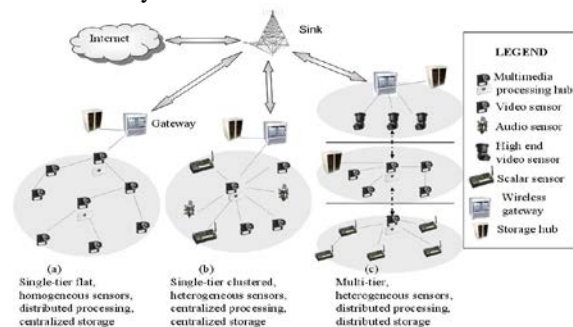 Sink
Internet
Gateway
LEGEND
Multimedia
processing hub
Video sensor
Audio sensor
High end
video sensor
Scalar sensor
Wireless
gateway
Storage hub
(a)
Single-tier flat,
homogeneous sensors,
distributed processing,
centralized storage
(b)
Single-tier clustered,
heterogeneous sensors,
centralized processing,
centralized storage
(c)
Multi-tier,
heterogeneous sensors,
distributed processing,
distributed storage